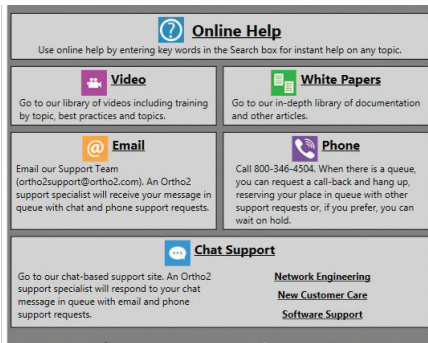 Online Help
Use online help by entering key words in the Search box for instant help on any topic.
Video
Go to our library of videos including training
by topic, best practices and topics.
White Papers
Go to our in-depth library of documentation
and other articles.
Email
Email our Support Team
(ortho2support@ortho2.com). An Ortho2
support specialist will receive your message in
queue with chat and phone support requests.
Phone
Call 800-346-4504. When there is a queue,
you can request a call-back and hang up,
reserving your place in queue with other
support requests or, if you prefer, you can
wait on hold.
Chat Support
Go to our chat-based support site. An Ortho2
support specialist will respond to your chat
message in queue with email and phone
support requests.
Network Engineering
New Customer Care
Software Support